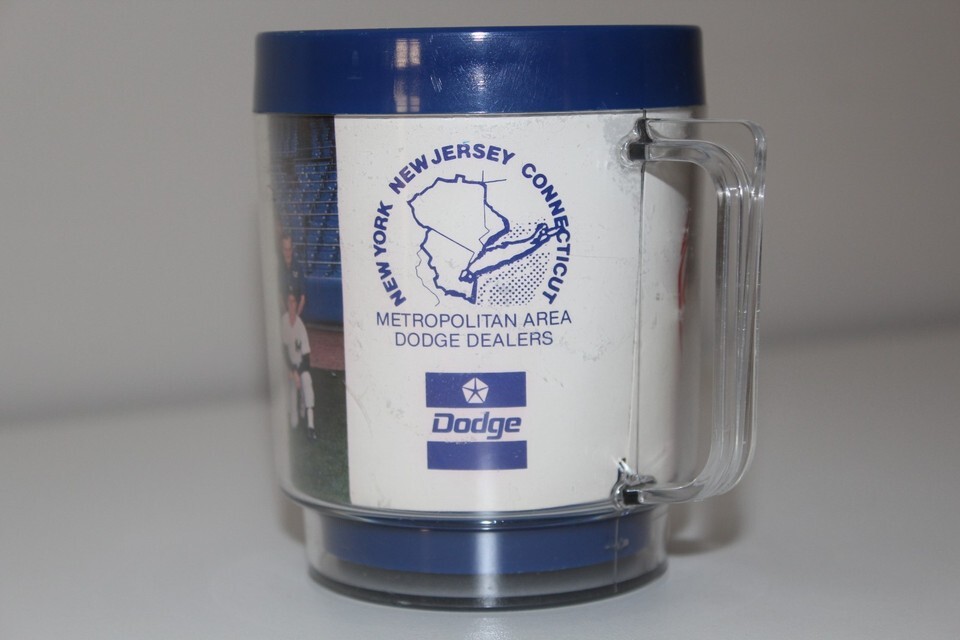 NEW YORK NEW JERSEY CONNECTICUT
METROPOLITAN AREA
DODGE DEALERS
Dodge